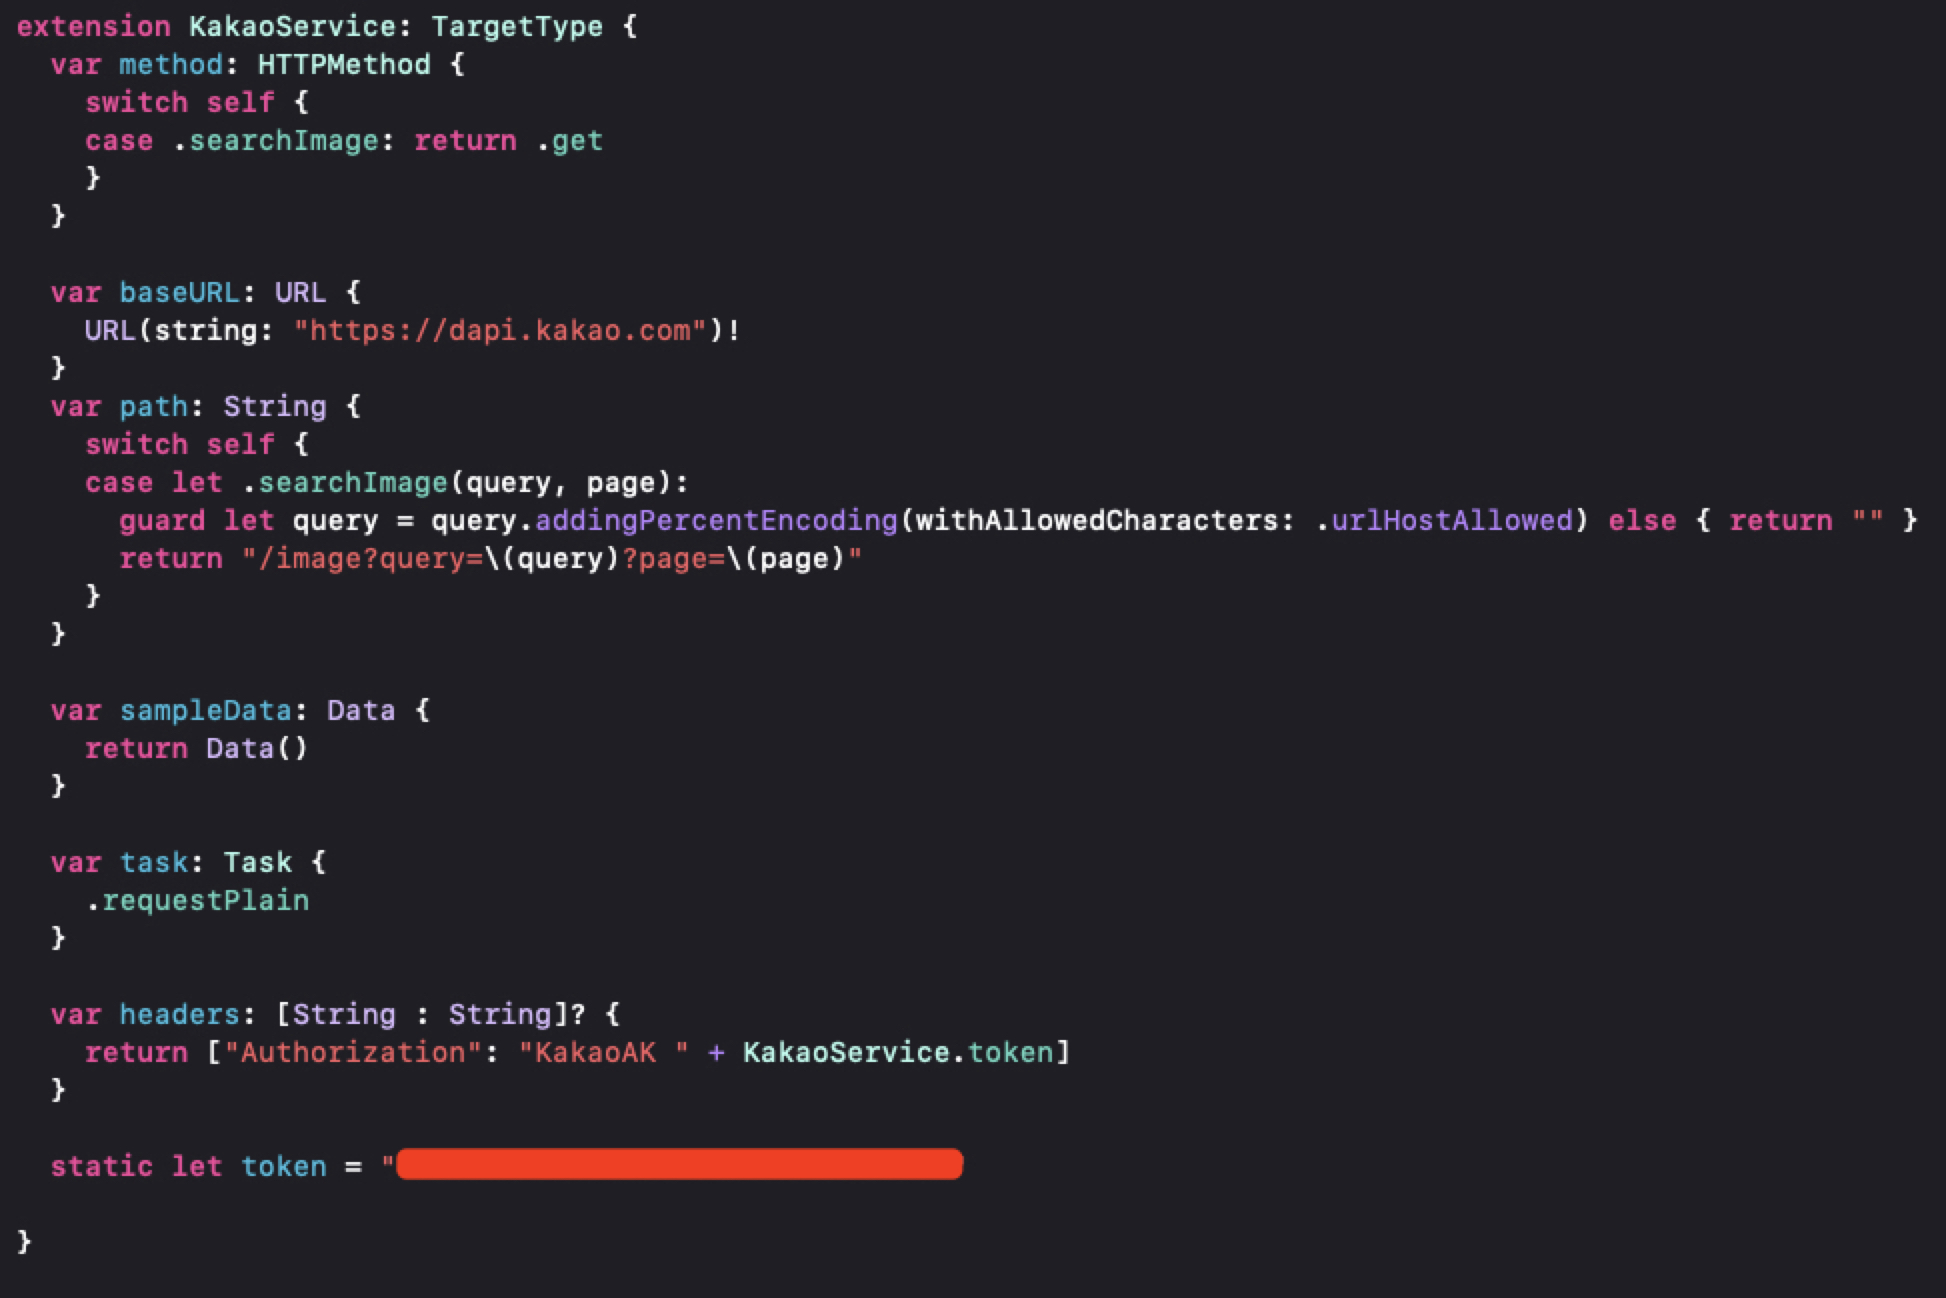 extension KakaoService: TargetType {
  var method: HTTPMethod {
    switch self {
    case .searchImage: return .get
    }
  }

  var baseURL: URL {
    URL(string: "https://dapi.kakao.com")!
  }
  var path: String {
    switch self {
    case let .searchImage(query, page):
      guard let query = query.addingPercentEncoding(withAllowedCharacters: .urlHostAllowed) else { return "" }
      return "/image?query=\(query)?page=\(page)"
    }
  }

  var sampleData: Data {
    return Data()
  }

  var task: Task {
    .requestPlain
  }

  var headers: [String : String]? {
    return ["Authorization": "KakaoAK " + KakaoService.token]
  }

  static let token = "

}